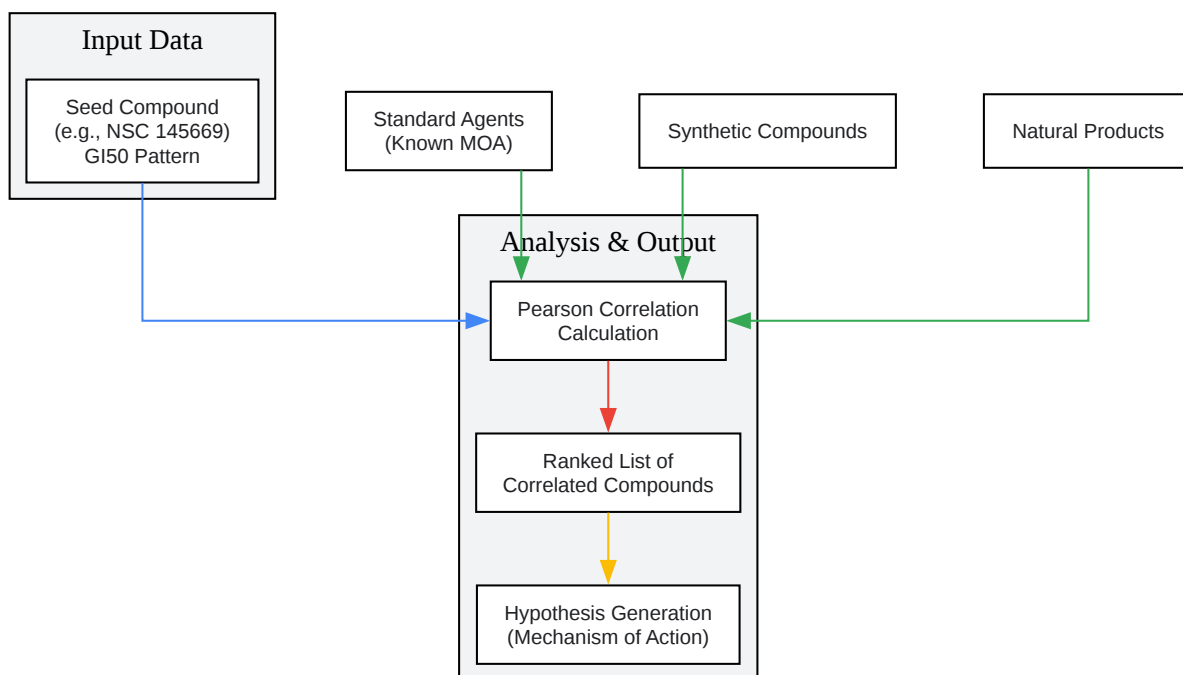 Input Data
Seed Compound
(e.g., NSC 145669)
GI50 Pattern
Standard Agents
(Known MOA)
Synthetic Compounds
Natural Products
Analysis & Output
Pearson Correlation
Calculation
Ranked List of
Correlated Compounds
Hypothesis Generation
(Mechanism of Action)